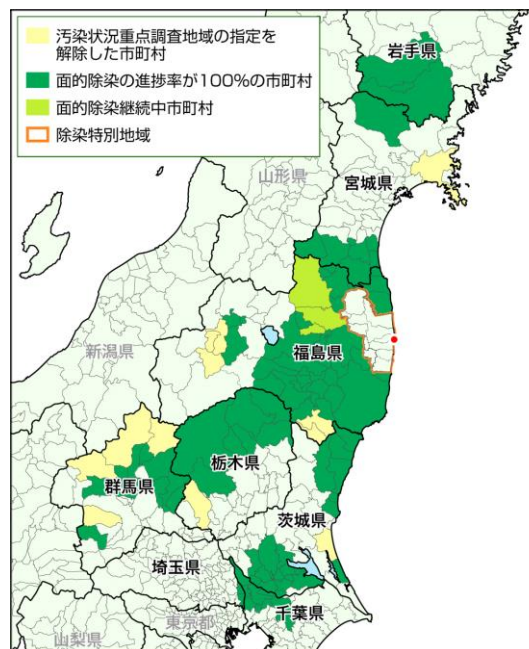 汚染状況重点調査地域の指定を
解除した市町村
面的除染の進捗率が100%の市町村
面的除染継続中市町村
除染特別地域
岩手県
山形県
宮城県
新潟県
福島県
栃木県
群馬県
茨城県
埼玉県
千葉県
東京都
山梨県